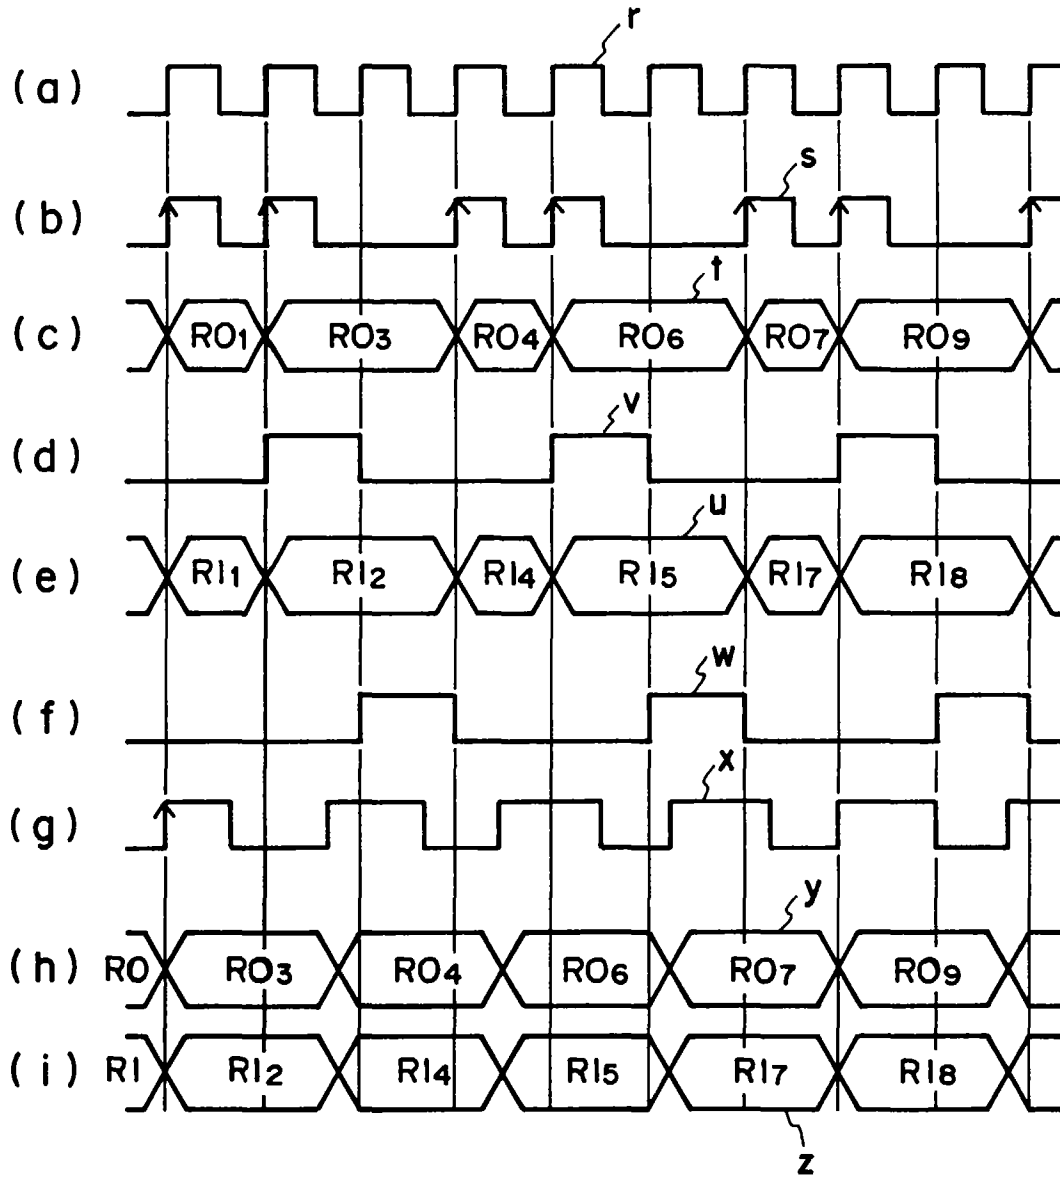 r
(a)
s
(b)
t
(c) RO1 RO3 RO4 RO6 RO7 RO9
v
(d)
u
(e) RI1 RI2 RI4 RI5 RI7 RI8
w
(f)
x
(g)
y
(h) RO RO3 RO4 RO6 RO7 RO9
(i) RI RI2 RI4 RI5 RI7 RI8
z